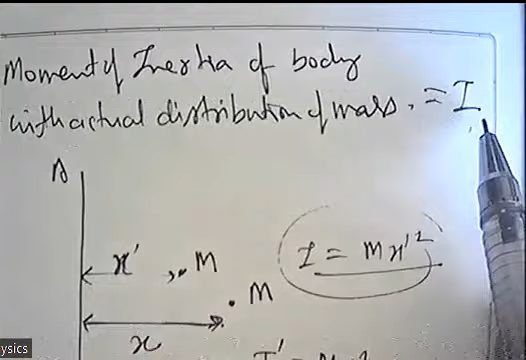 Moment of Inertia of body
with actual distribution of mass. = I
A
x' M
I = Mx'²
M
x
I' =
ysics